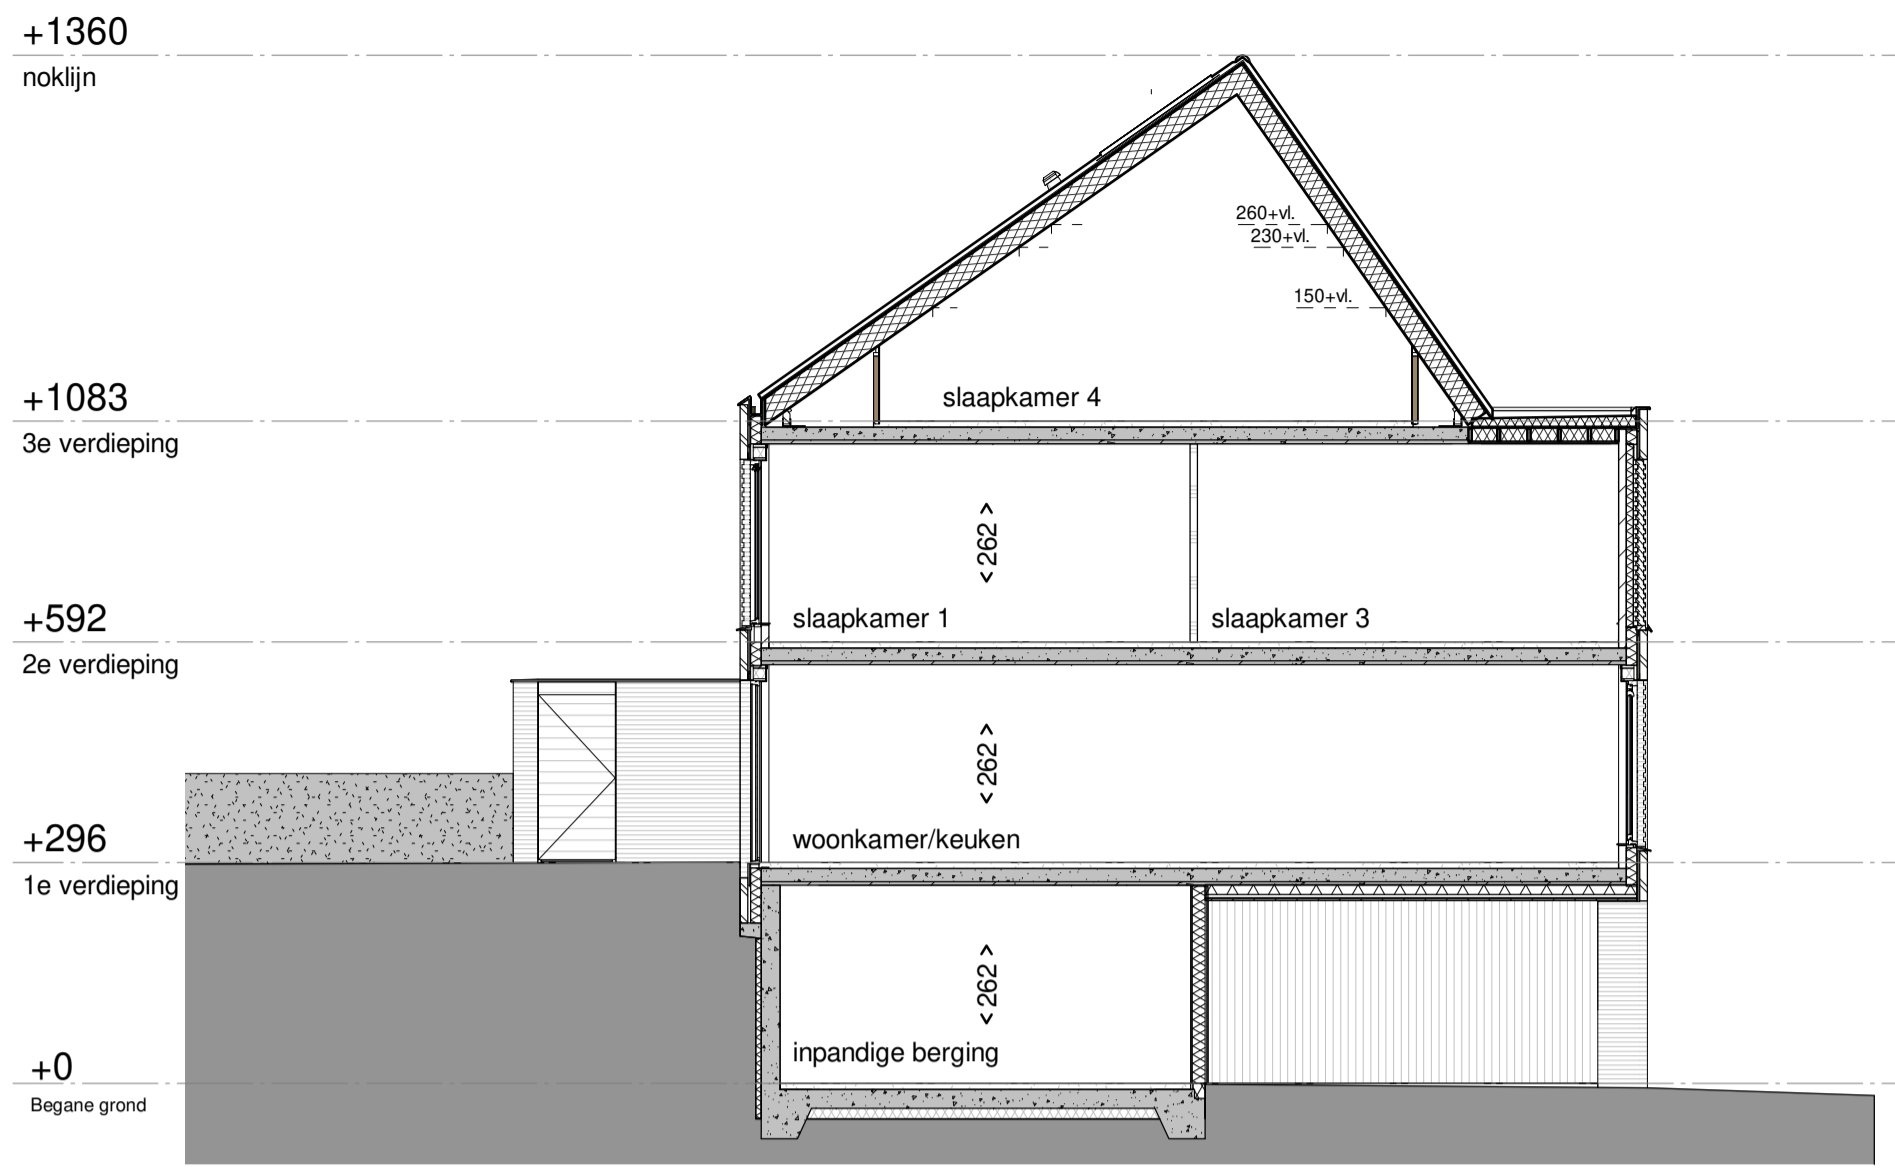 +1360
noklijn
260+vl.
230+vl.
150+vl.
+1083
3e verdieping
slaapkamer 4
< 262 >
+592
2e verdieping
slaapkamer 1
slaapkamer 3
< 262 >
+296
1e verdieping
woonkamer/keuken
< 262 >
inpandige berging
+0
Begane grond